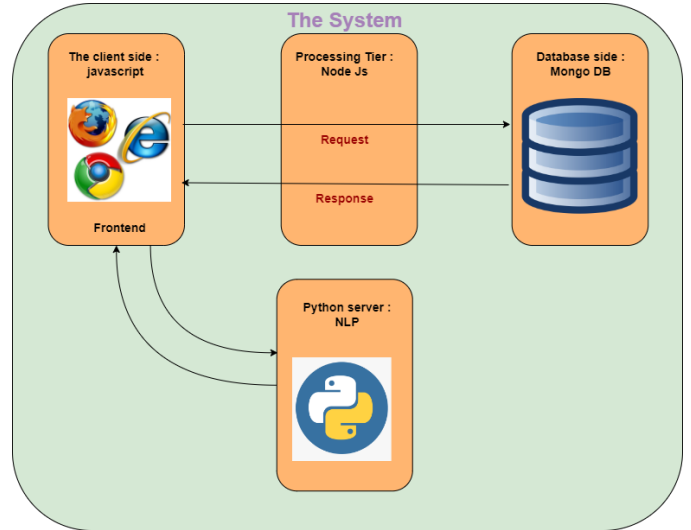 The System
The client side :
javascript
Processing Tier :
Node Js
Database side :
Mongo DB
Request
Response
Frontend
Python server :
NLP